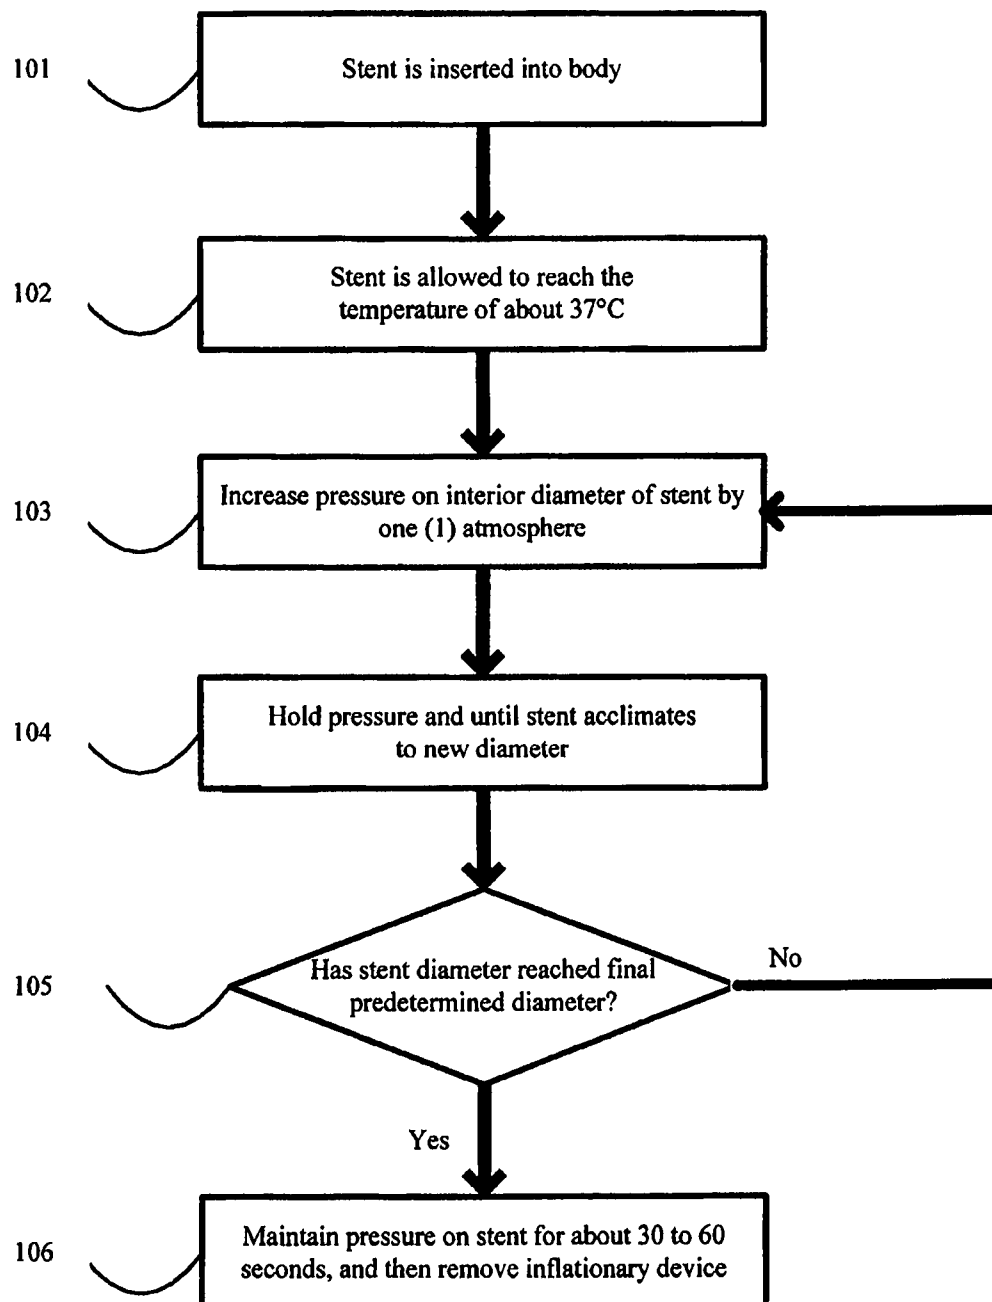 101
Stent is inserted into body
102
Stent is allowed to reach the
temperature of about 37°C
103
Increase pressure on interior diameter of stent by
one (1) atmosphere
104
Hold pressure and until stent acclimates
to new diameter
105
Has stent diameter reached final
predetermined diameter?
No
Yes
106
Maintain pressure on stent for about 30 to 60
seconds, and then remove inflationary device